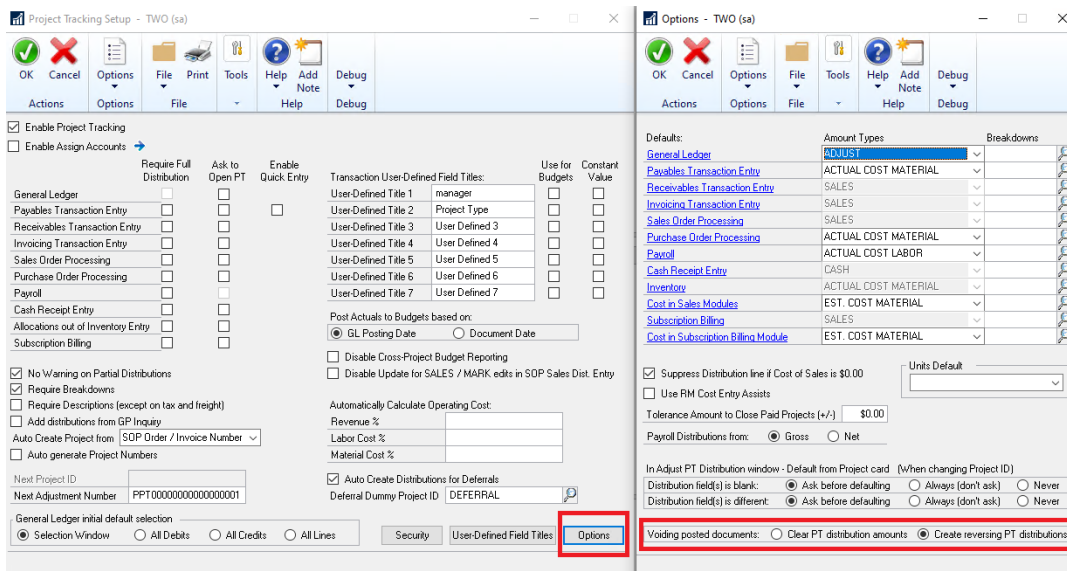 Project Tracking Setup - TWO (sa)
OK Cancel Options File Print Tools Help Add Note Debug
Actions Options File Help Debug
Enable Project Tracking
Enable Assign Accounts
Require Full Distribution Ask to Open PT Enable Quick Entry
General Ledger
Payables Transaction Entry
Receivables Transaction Entry
Invoicing Transaction Entry
Sales Order Processing
Purchase Order Processing
Payroll
Cash Receipt Entry
Allocations out of Inventory Entry
Subscription Billing
Transaction User-Defined Field Titles: Use for Budgets Constant Value
User-Defined Title 1 manager
User-Defined Title 2 Project Type
User-Defined Title 3 User Defined 3
User-Defined Title 4 User Defined 4
User-Defined Title 5 User Defined 5
User-Defined Title 6 User Defined 6
User-Defined Title 7 User Defined 7
Post Actuals to Budgets based on:
GL Posting Date Document Date
Disable Cross-Project Budget Reporting
Disable Update for SALES / MARK edits in SOP Sales Dist. Entry
No Warning on Partial Distributions
Require Breakdowns
Require Descriptions (except on tax and freight)
Add distributions from GP Inquiry
Auto Create Project from SOP Order / Invoice Number
Auto generate Project Numbers
Automatically Calculate Operating Cost:
Revenue %
Labor Cost %
Material Cost %
Next Project ID
Next Adjustment Number
Auto Create Distributions for Deferrals
Deferral Dummy Project ID DEFERRAL
General Ledger initial default selection
Selection Window All Debits All Credits All Lines
Security User-Defined Field Titles Options
Options - TWO (sa)
OK Cancel Options File Tools Help Add Note Debug
Actions Options File Help Debug
Defaults: Amount Types Breakdowns
General Ledger ADJUST
Payables Transaction Entry ACTUAL COST MATERIAL
Receivables Transaction Entry SALES
Invoicing Transaction Entry SALES
Sales Order Processing SALES
Purchase Order Processing ACTUAL COST MATERIAL
Payroll ACTUAL COST LABOR
Cash Receipt Entry CASH
Inventory ACTUAL COST MATERIAL
Cost in Sales Modules EST. COST MATERIAL
Subscription Billing SALES
Cost in Subscription Billing Module EST. COST MATERIAL
Suppress Distribution line if Cost of Sales is $0.00
Use RM Cost Entry Assists
Units Default
Tolerance Amount to Close Paid Projects (+/-) $0.00
Payroll Distributions from: Gross Net
In Adjust PT Distribution window - Default from Project card (When changing Project ID)
Distribution field(s) is blank: Ask before defaulting Always (don't ask) Never
Distribution field(s) is different: Ask before defaulting Always (don't ask) Never
Voiding posted documents: Clear PT distribution amounts Create reversing PT distributions